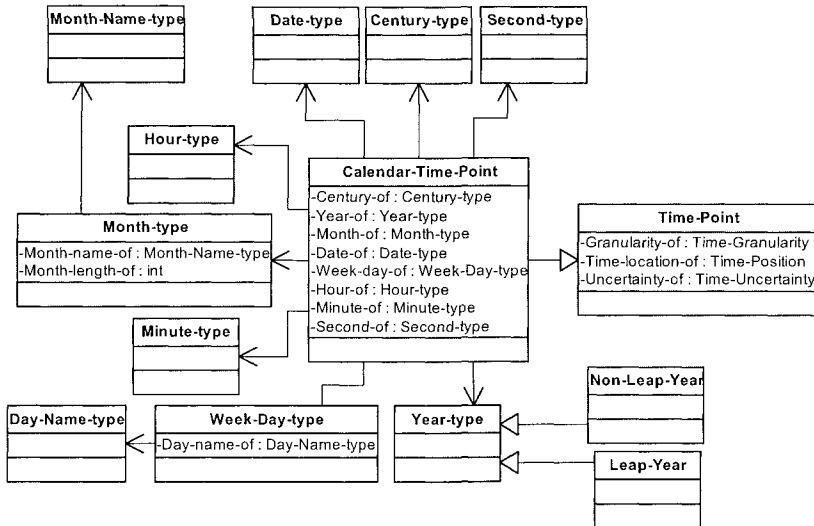 Month-Name-type
Date-type
Century-type
Second-type
Hour-type
Calendar-Time-Point
-Century-of : Century-type
-Year-of : Year-type
-Month-of : Month-type
-Date-of : Date-type
-Week-day-of : Week-Day-type
-Hour-of : Hour-type
-Minute-of : Minute-type
-Second-of : Second-type
Month-type
-Month-name-of : Month-Name-type
-Month-length-of : int
Time-Point
-Granularity-of : Time-Granularity
-Time-location-of : Time-Position
-Uncertainty-of : Time-Uncertainty
Minute-type
Day-Name-type
Week-Day-type
-Day-name-of : Day-Name-type
Year-type
Non-Leap-Year
Leap-Year